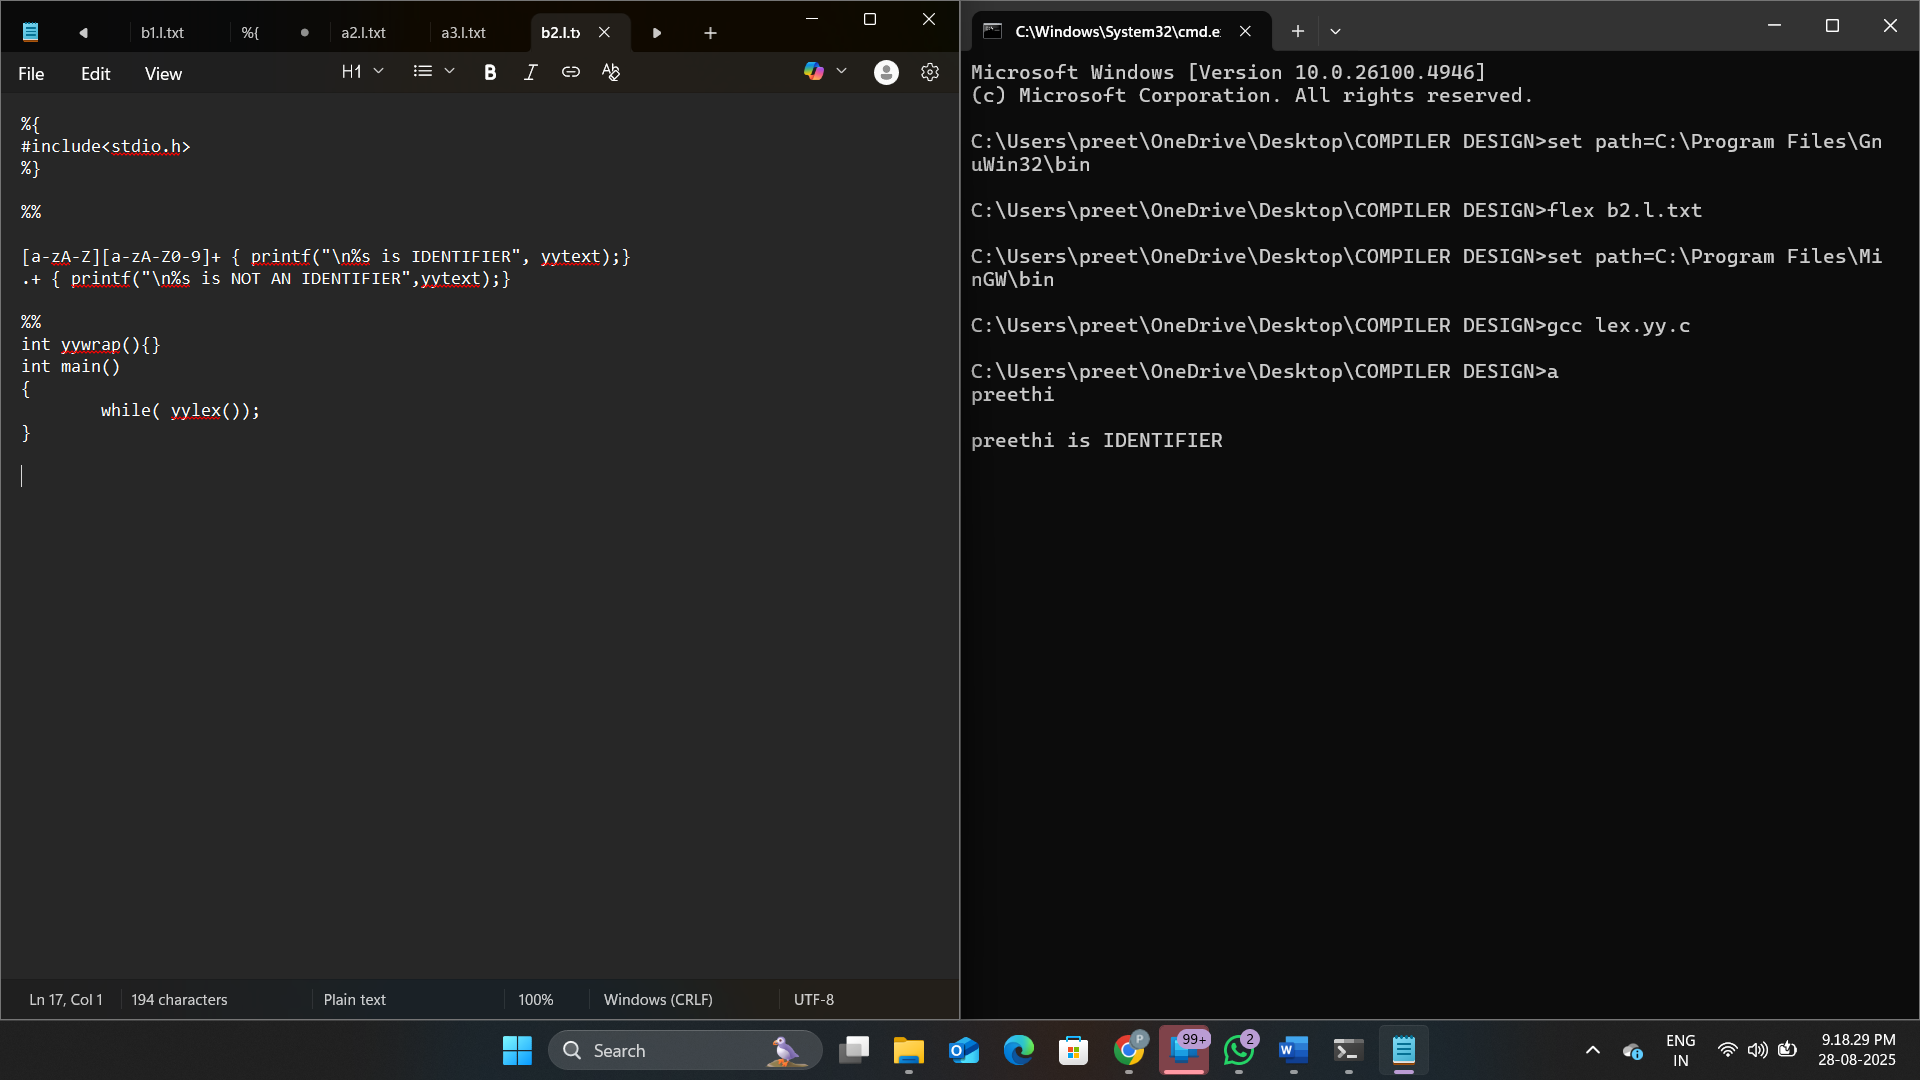 b1.l.txt
%{
a2.l.txt
a3.l.txt
b2.l.tx
File
Edit
View
H1
%{
#include<stdio.h>
%}
%%
[a-zA-Z][a-zA-Z0-9]+ { printf("\n%s is IDENTIFIER", yytext);}
.+ { printf("\n%s is NOT AN IDENTIFIER",yytext);}
%%
int yywrap(){}
int main()
{
while( yylex());
}
Ln 17, Col 1
194 characters
Plain text
100%
Windows (CRLF)
UTF-8
C:\Windows\System32\cmd.e
Microsoft Windows [Version 10.0.26100.4946]
(c) Microsoft Corporation. All rights reserved.
C:\Users\preet\OneDrive\Desktop\COMPILER DESIGN>set path=C:\Program Files\Gn
uWin32\bin
C:\Users\preet\OneDrive\Desktop\COMPILER DESIGN>flex b2.l.txt
C:\Users\preet\OneDrive\Desktop\COMPILER DESIGN>set path=C:\Program Files\Mi
nGW\bin
C:\Users\preet\OneDrive\Desktop\COMPILER DESIGN>gcc lex.yy.c
C:\Users\preet\OneDrive\Desktop\COMPILER DESIGN>a
preethi
preethi is IDENTIFIER
Search
P
99+
2
ENG
IN
9.18.29 PM
28-08-2025